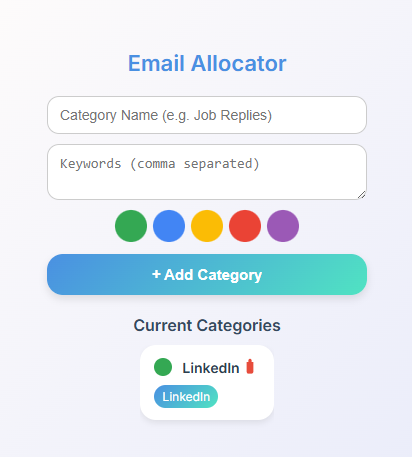 Email Allocator
Category Name (e.g. Job Replies)
Keywords (comma separated)
+ Add Category
Current Categories
LinkedIn
LinkedIn